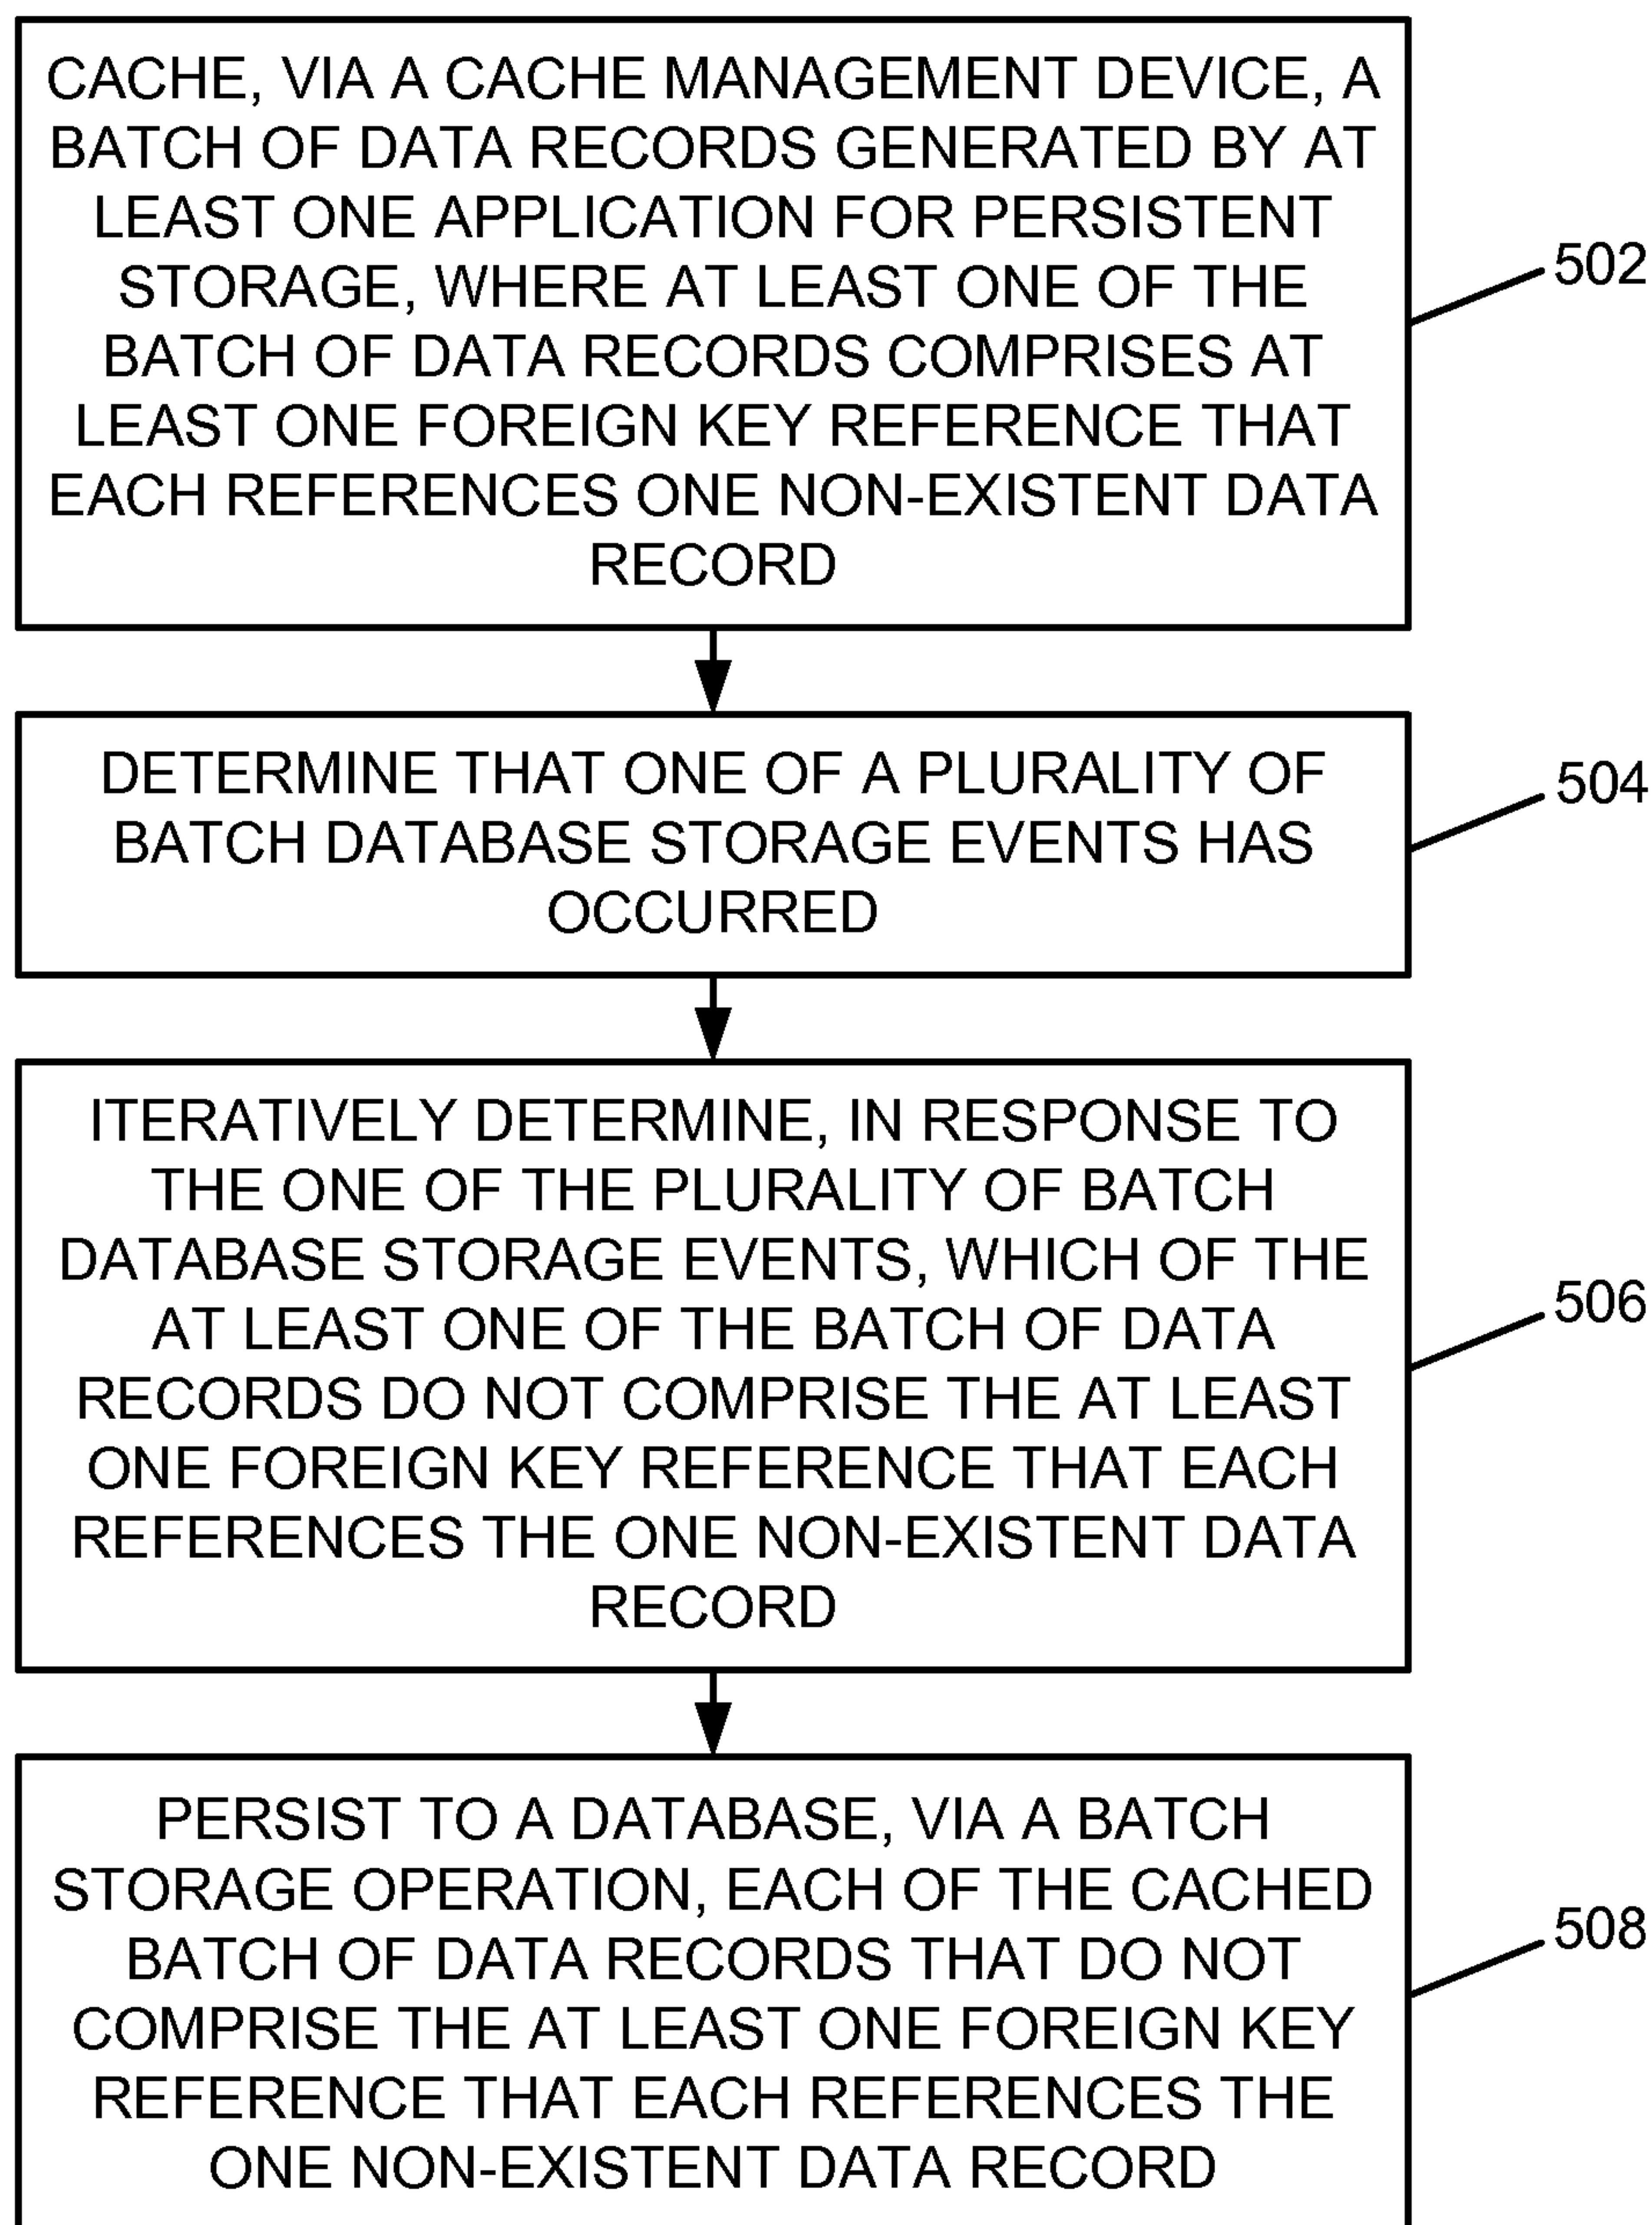 CACHE, VIA A CACHE MANAGEMENT DEVICE, A
BATCH OF DATA RECORDS GENERATED BY AT
LEAST ONE APPLICATION FOR PERSISTENT
STORAGE, WHERE AT LEAST ONE OF THE
BATCH OF DATA RECORDS COMPRISES AT
LEAST ONE FOREIGN KEY REFERENCE THAT
EACH REFERENCES ONE NON-EXISTENT DATA
RECORD
502
DETERMINE THAT ONE OF A PLURALITY OF
BATCH DATABASE STORAGE EVENTS HAS
OCCURRED
504
ITERATIVELY DETERMINE, IN RESPONSE TO
THE ONE OF THE PLURALITY OF BATCH
DATABASE STORAGE EVENTS, WHICH OF THE
AT LEAST ONE OF THE BATCH OF DATA
RECORDS DO NOT COMPRISE THE AT LEAST
ONE FOREIGN KEY REFERENCE THAT EACH
REFERENCES THE ONE NON-EXISTENT DATA
RECORD
506
PERSIST TO A DATABASE, VIA A BATCH
STORAGE OPERATION, EACH OF THE CACHED
BATCH OF DATA RECORDS THAT DO NOT
COMPRISE THE AT LEAST ONE FOREIGN KEY
REFERENCE THAT EACH REFERENCES THE
ONE NON-EXISTENT DATA RECORD
508